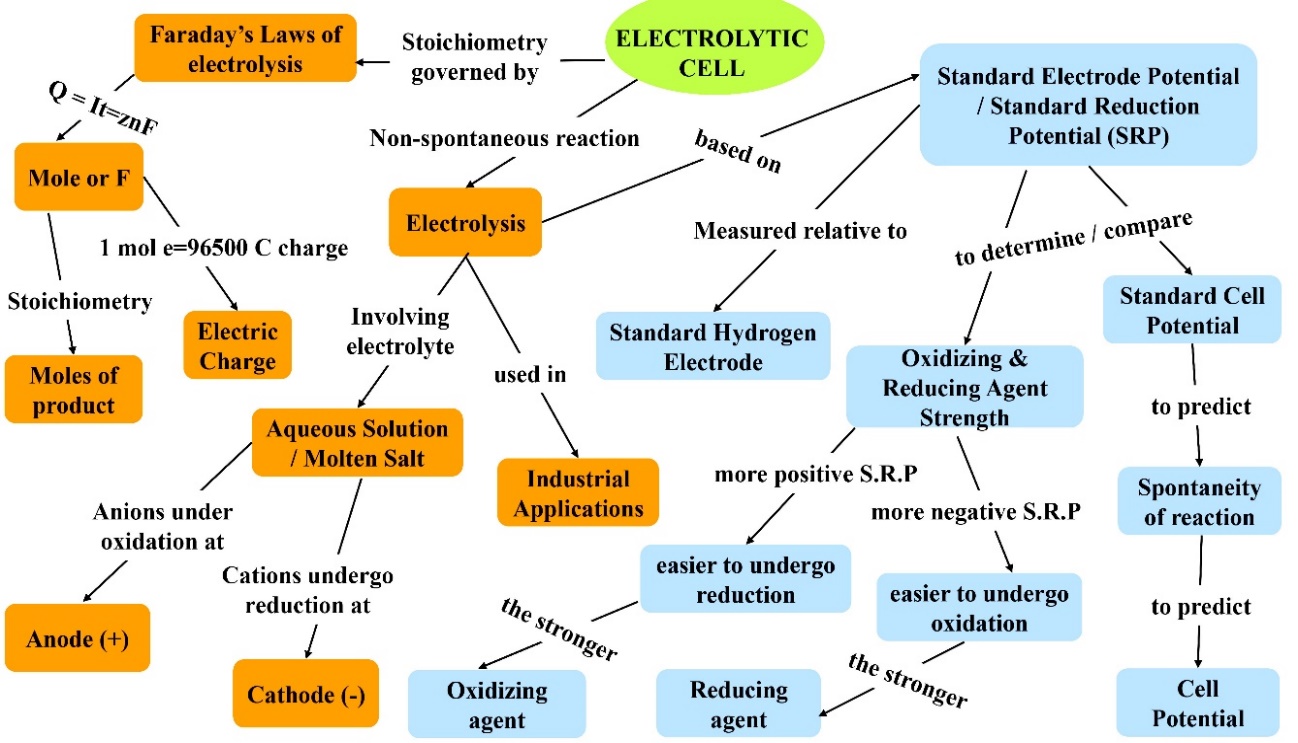 ELECTROLYTIC
CELL
Stoichiometry
governed by
Faraday's Laws of
electrolysis
Q = It=znF
Mole or F
1 mol e=96500 C charge
Electric
Charge
Stoichiometry
Moles of
product
Non-spontaneous reaction
Electrolysis
Involving
electrolyte
Aqueous Solution
/ Molten Salt
Anions under
oxidation at
Anode (+)
Cations undergo
reduction at
Cathode (-)
used in
Industrial
Applications
based on
Standard Electrode Potential
/ Standard Reduction
Potential (SRP)
Measured relative to
Standard Hydrogen
Electrode
to determine / compare
Oxidizing &
Reducing Agent
Strength
more positive S.R.P
easier to undergo
reduction
the stronger
Oxidizing
agent
more negative S.R.P
easier to undergo
oxidation
the stronger
Reducing
agent
Standard Cell
Potential
to predict
Spontaneity
of reaction
to predict
Cell
Potential